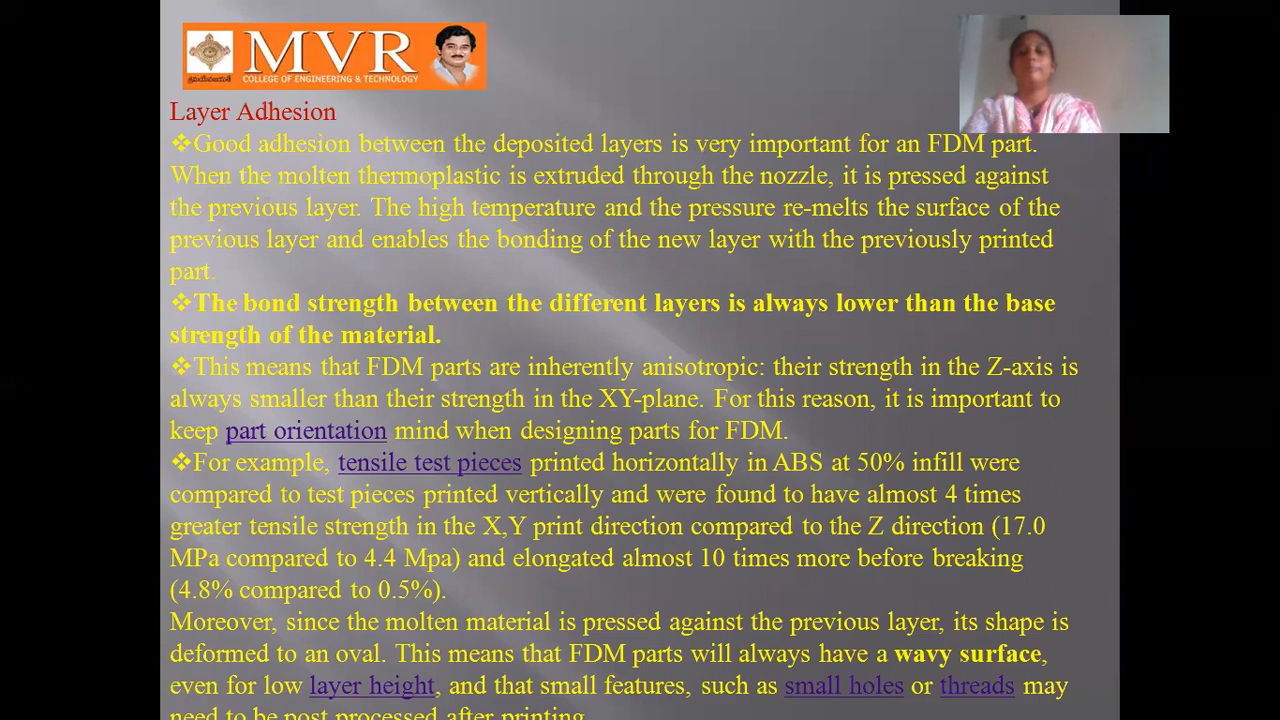 MVR
COLLEGE OF ENGINEERING & TECHNOLOGY
Layer Adhesion
❖Good adhesion between the deposited layers is very important for an FDM part.
When the molten thermoplastic is extruded through the nozzle, it is pressed against
the previous layer. The high temperature and the pressure re-melts the surface of the
previous layer and enables the bonding of the new layer with the previously printed
part.
❖The bond strength between the different layers is always lower than the base
strength of the material.
❖This means that FDM parts are inherently anisotropic: their strength in the Z-axis is
always smaller than their strength in the XY-plane. For this reason, it is important to
keep part orientation mind when designing parts for FDM.
❖For example, tensile test pieces printed horizontally in ABS at 50% infill were
compared to test pieces printed vertically and were found to have almost 4 times
greater tensile strength in the X,Y print direction compared to the Z direction (17.0
MPa compared to 4.4 Mpa) and elongated almost 10 times more before breaking
(4.8% compared to 0.5%).
Moreover, since the molten material is pressed against the previous layer, its shape is
deformed to an oval. This means that FDM parts will always have a wavy surface,
even for low layer height, and that small features, such as small holes or threads may
need to be post processed after printing.